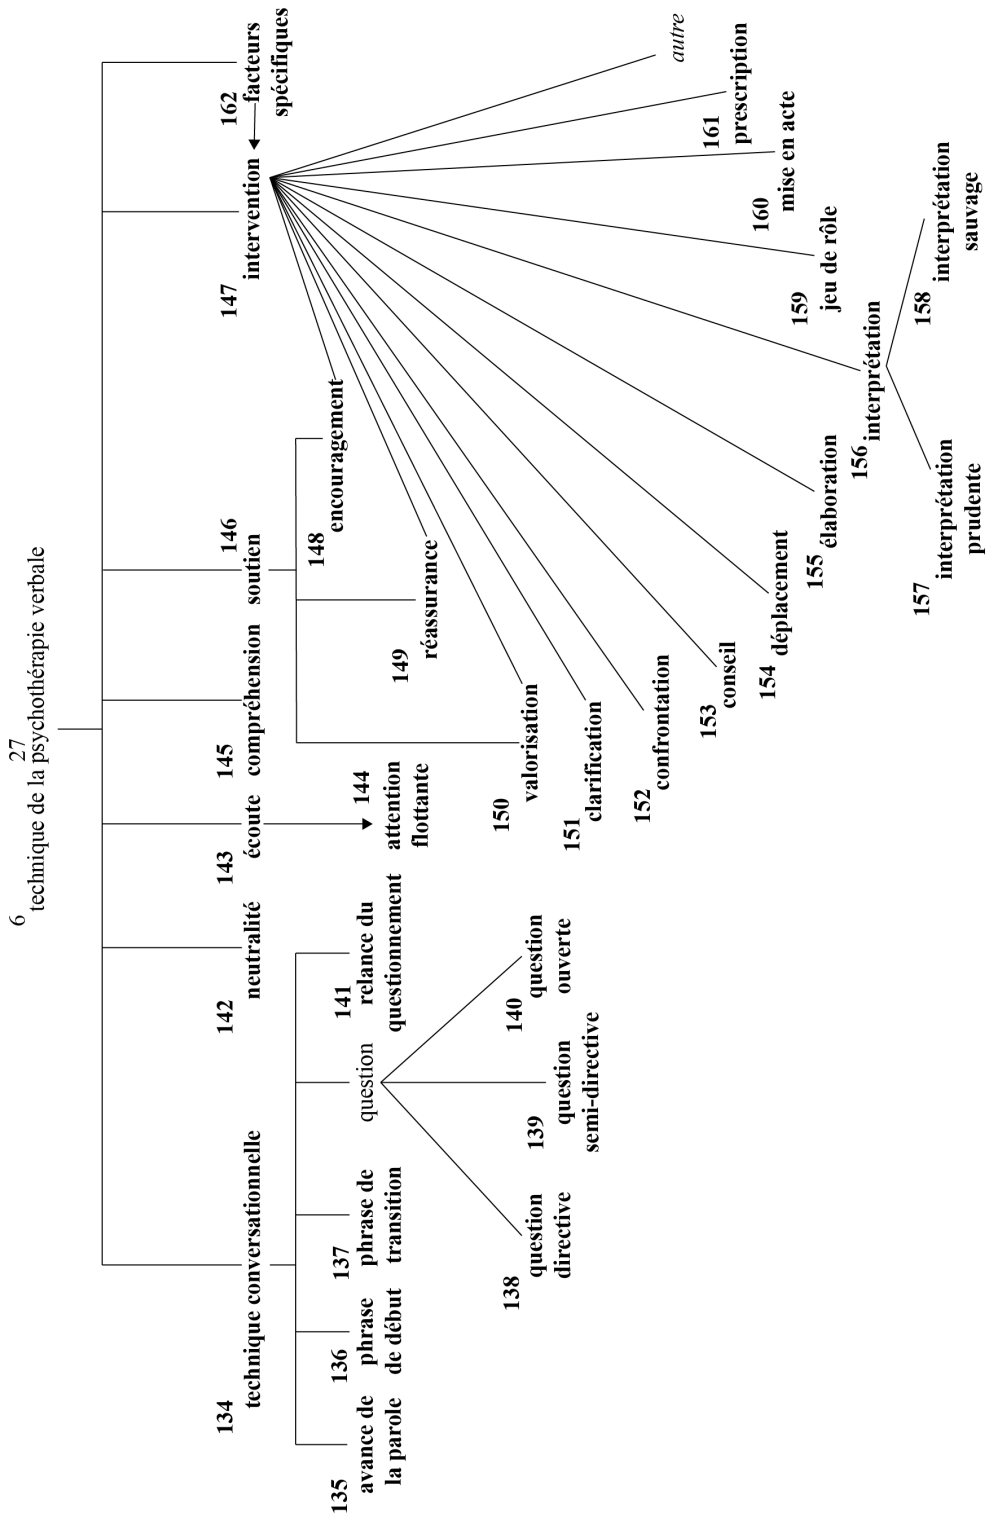 6 27
technique de la psychothérapie verbale
134
technique conversationnelle
135
avance de
la parole
136
phrase
de début
137
phrase de
transition
question
138
question
directive
139
question
semi-directive
140
question
ouverte
141
relance du
questionnement
142
neutralité
143
écoute
144
attention
flottante
145
compréhension
146
soutien
147
intervention
148
encouragement
149
réassurance
150
valorisation
151
clarification
152
confrontation
153
conseil
154
déplacement
155
élaboration
156
interprétation
157
interprétation
prudente
158
interprétation
sauvage
159
jeu de rôle
160
mise en acte
161
prescription
autre
162
facteurs
spécifiques